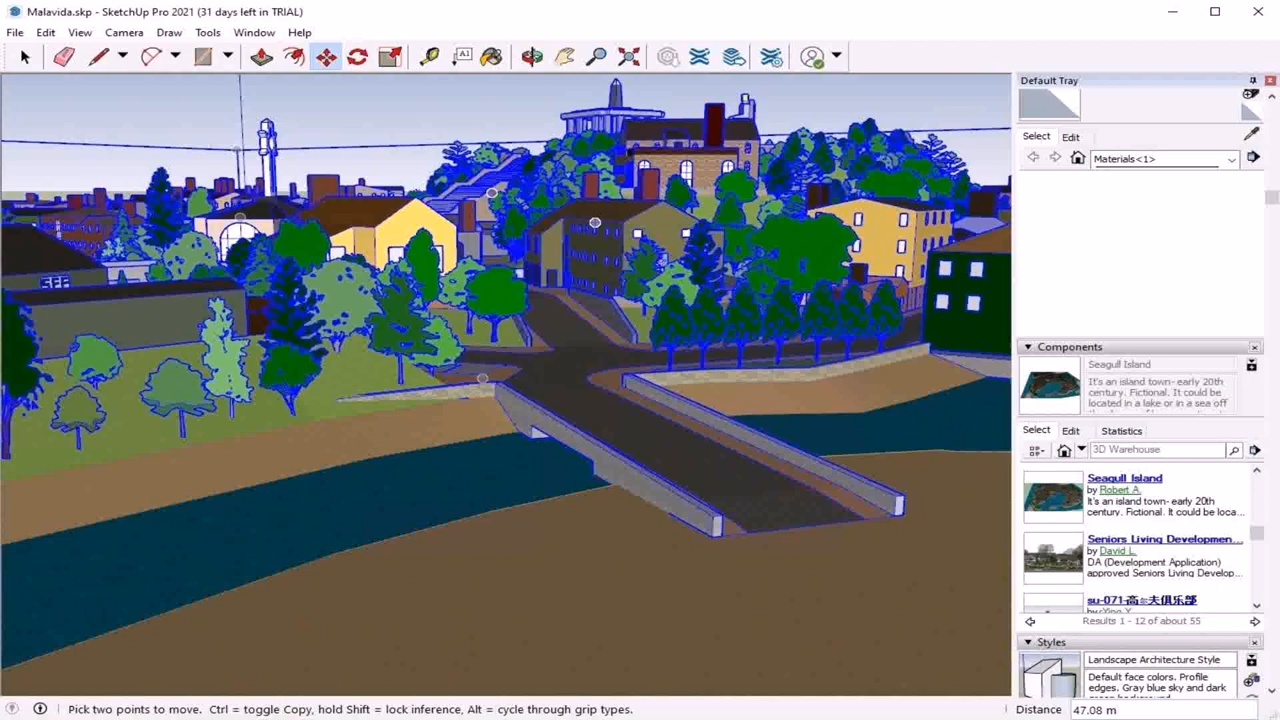 Malavida.skp - SketchUp Pro 2021 (31 days left in TRIAL)
File Edit View Camera Draw Tools Window Help
A1
Default Tray
Select Edit
Materials<1>
SEE
Components
Seagull Island
It's an island town- early 20th
century. Fictional. It could be
located in a lake or in a sea off
Select Edit Statistics
3D Warehouse
Seagull Island
by Robert A.
It's an island town- early 20th
century. Fictional. It could be loca...
Seniors Living Developmen...
by David L.
DA (Development Application)
approved Seniors Living Develop...
Results 1 - 12 of about 55
Styles
Landscape Architecture Style
Default face colors. Profile
edges. Gray blue sky and dark
Pick two points to move. Ctrl = toggle Copy, hold Shift = lock inference, Alt = cycle through grip types.
Distance 47.08 m